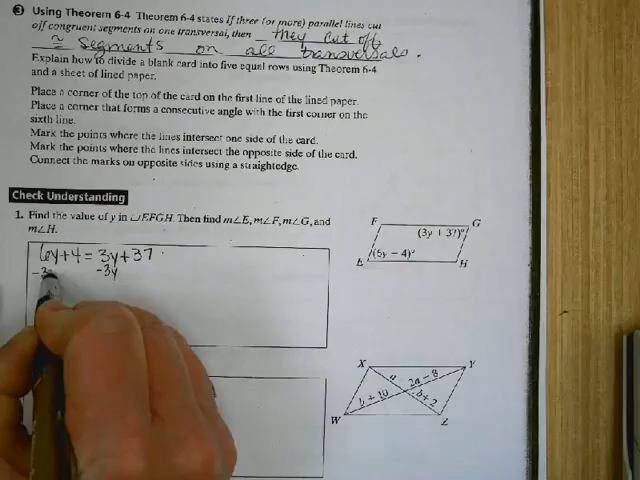 3 Using Theorem 6-4 Theorem 6-4 states If three (or more) parallel lines cut
off congruent segments on one transversal, then they cut off
≅ segments on all transversals.
Explain how to divide a blank card into five equal rows using Theorem 6-4
and a sheet of lined paper.
Place a corner of the top of the card on the first line of the lined paper.
Place a corner that forms a consecutive angle with the first corner on the
sixth line.
Mark the points where the lines intersect one side of the card.
Mark the points where the lines intersect the opposite side of the card.
Connect the marks on opposite sides using a straightedge.
Check Understanding
1. Find the value of y in ▱EFGH. Then find m∠E, m∠F, m∠G, and
m∠H.
6y+4 = 3y+37
-3y
F G
(3y + 37)°
(6y − 4)°
E H
X Y
a 2a − 8
b + 10 b + 2
W Z